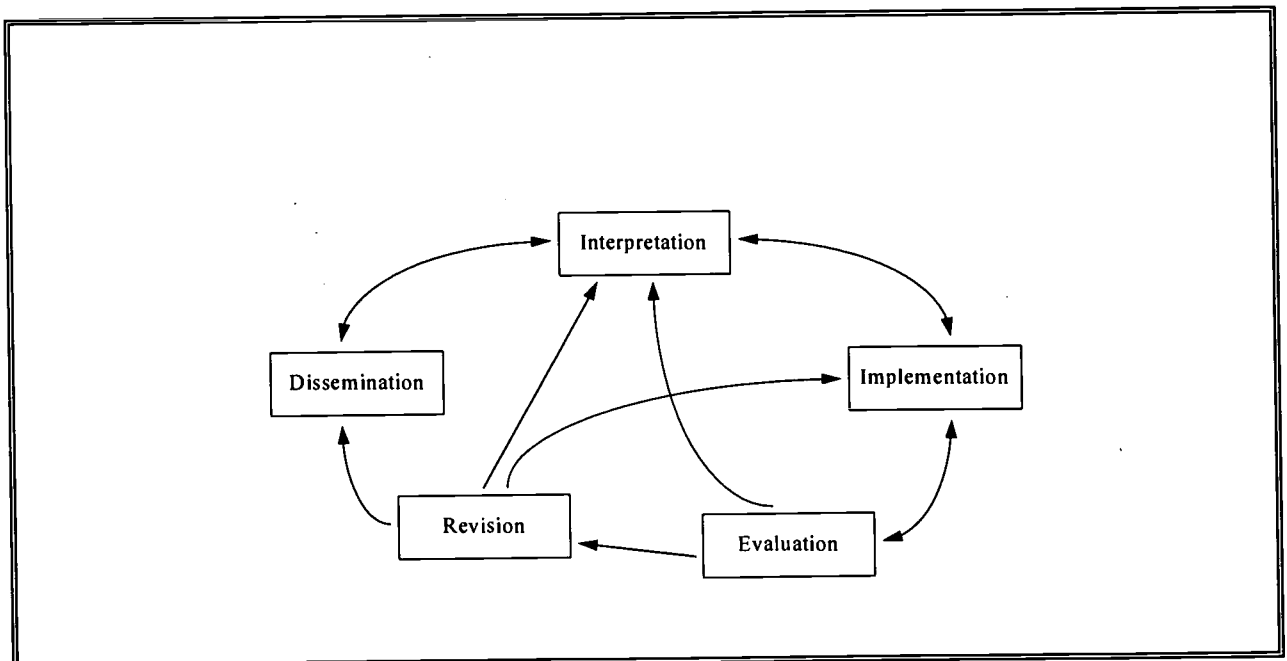 Interpretation
Dissemination
Implementation
Revision
Evaluation